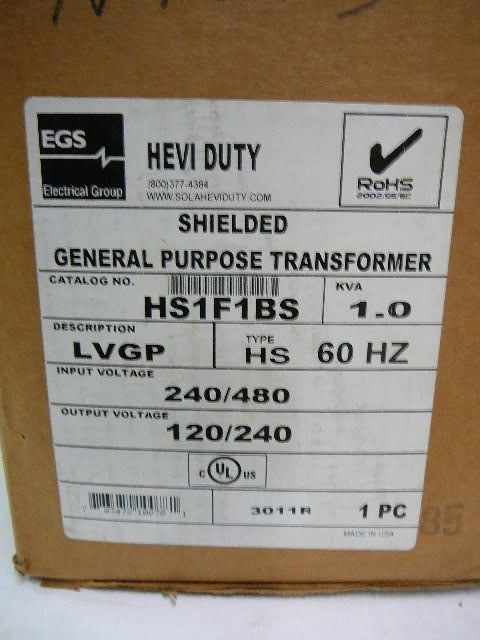 EGS
Electrical Group
HEVI DUTY
(800)377-4384
WWW.SOLAHEVIDUTY.COM
RoHS
2002/95/EC
SHIELDED
GENERAL PURPOSE TRANSFORMER
CATALOG NO.
HS1F1BS
KVA
1.0
DESCRIPTION
LVGP
TYPE
HS 60 HZ
INPUT VOLTAGE
240/480
OUTPUT VOLTAGE
120/240
C UL US
3011R
1 PC
MADE IN USA